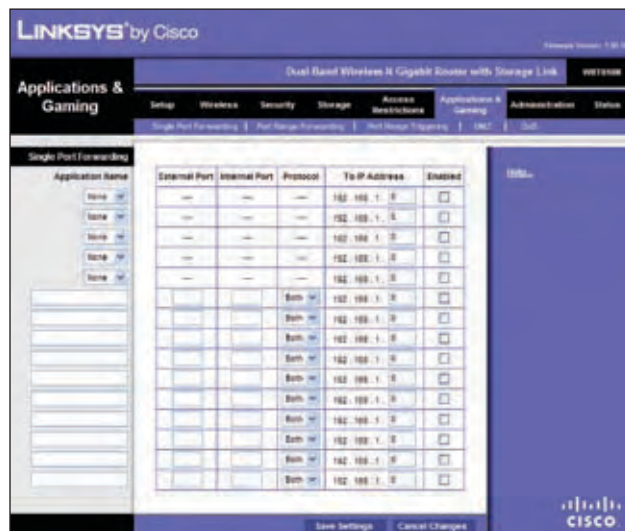 LINKSYS® by Cisco
Dual-Band Wireless-N Gigabit Router with Storage Link
Applications & Gaming
Setup
Wireless
Security
Storage
Access Restrictions
Applications & Gaming
Administration
Status
Single Port Forwarding
Port Range Forwarding
Port Range Triggering
DMZ
QoS
Single Port Forwarding
Application Name
External Port
Internal Port
Protocol
To IP Address
Enabled
Help...
None — — — 192 . 168 . 1 . 0
None — — — 192 . 168 . 1 . 0
None — — — 192 . 168 . 1 . 0
None — — — 192 . 168 . 1 . 0
None — — — 192 . 168 . 1 . 0
Both 192 . 168 . 1 . 0
Both 192 . 168 . 1 . 0
Both 192 . 168 . 1 . 0
Both 192 . 168 . 1 . 0
Both 192 . 168 . 1 . 0
Both 192 . 168 . 1 . 0
Both 192 . 168 . 1 . 0
Both 192 . 168 . 1 . 0
Both 192 . 168 . 1 . 0
Both 192 . 168 . 1 . 0
Save Settings
Cancel Changes
CISCO